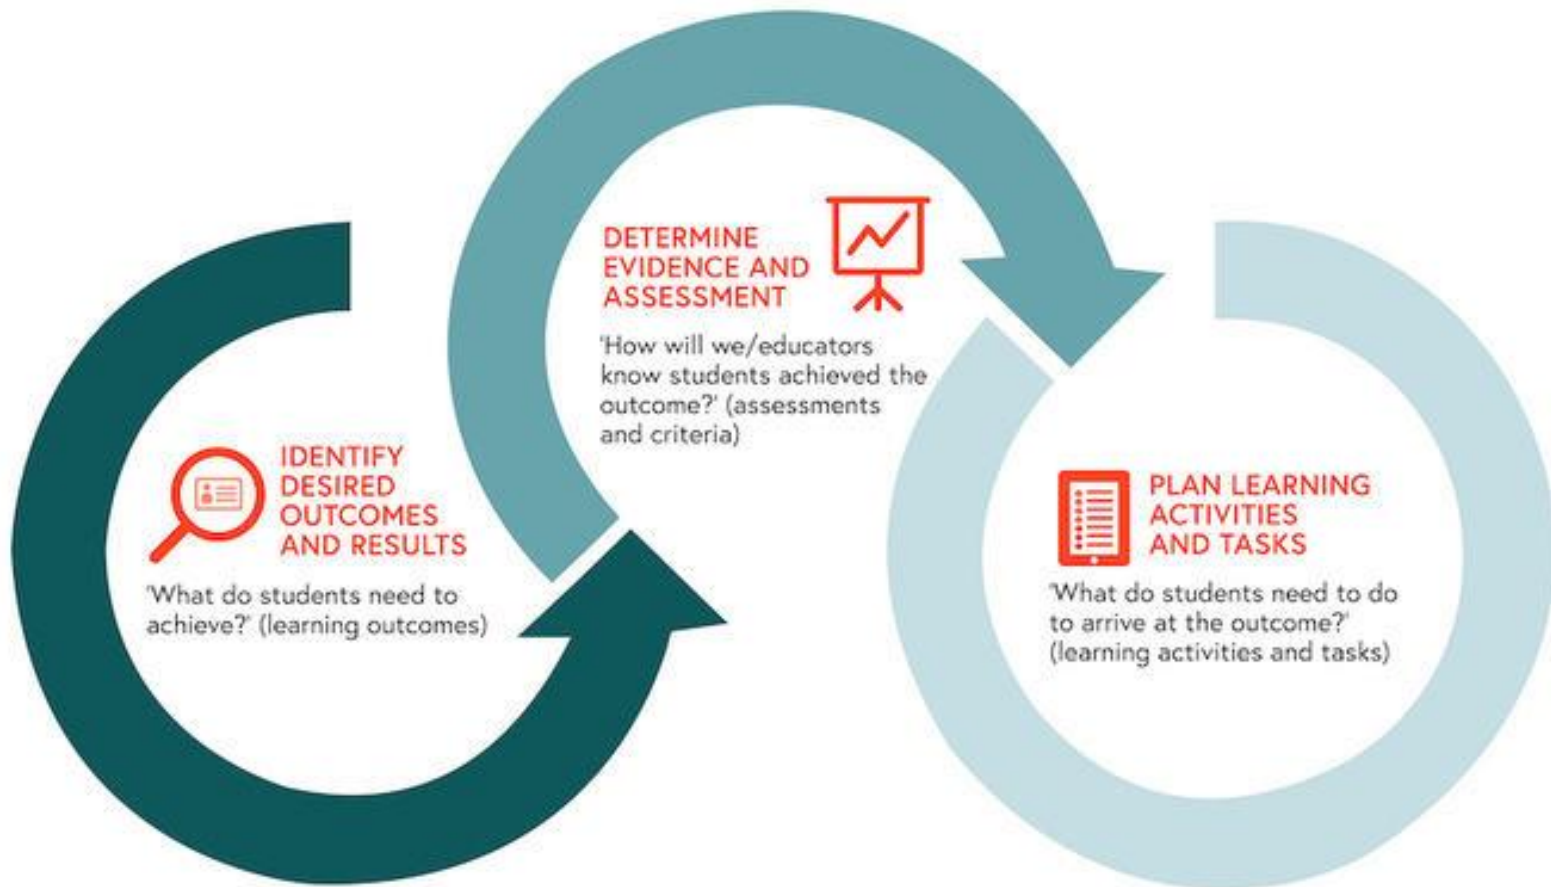 IDENTIFY
DESIRED
OUTCOMES
AND RESULTS
'What do students need to
achieve?' (learning outcomes)
DETERMINE
EVIDENCE AND
ASSESSMENT
'How will we/educators
know students achieved the
outcome?' (assessments
and criteria)
PLAN LEARNING
ACTIVITIES
AND TASKS
'What do students need to do
to arrive at the outcome?'
(learning activities and tasks)